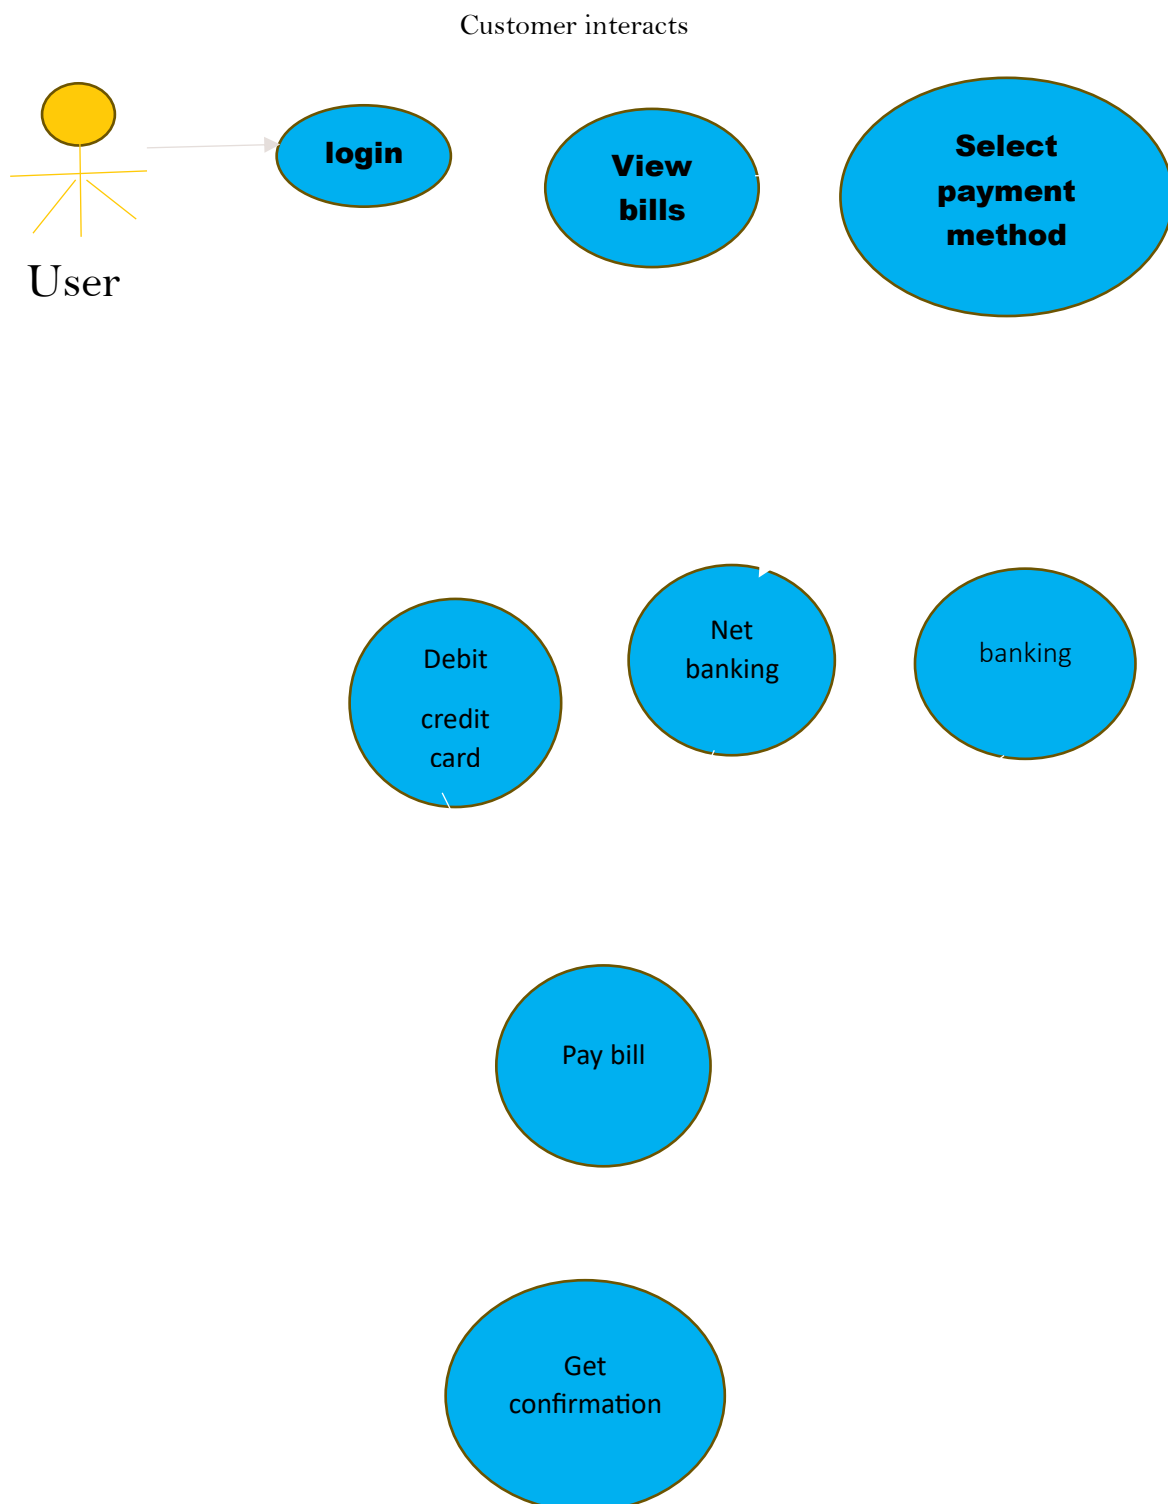 Customer interacts
login
View
bills
Select
payment
method
User
Debit
credit
card
Net
banking
banking
Pay bill
Get
confirmation